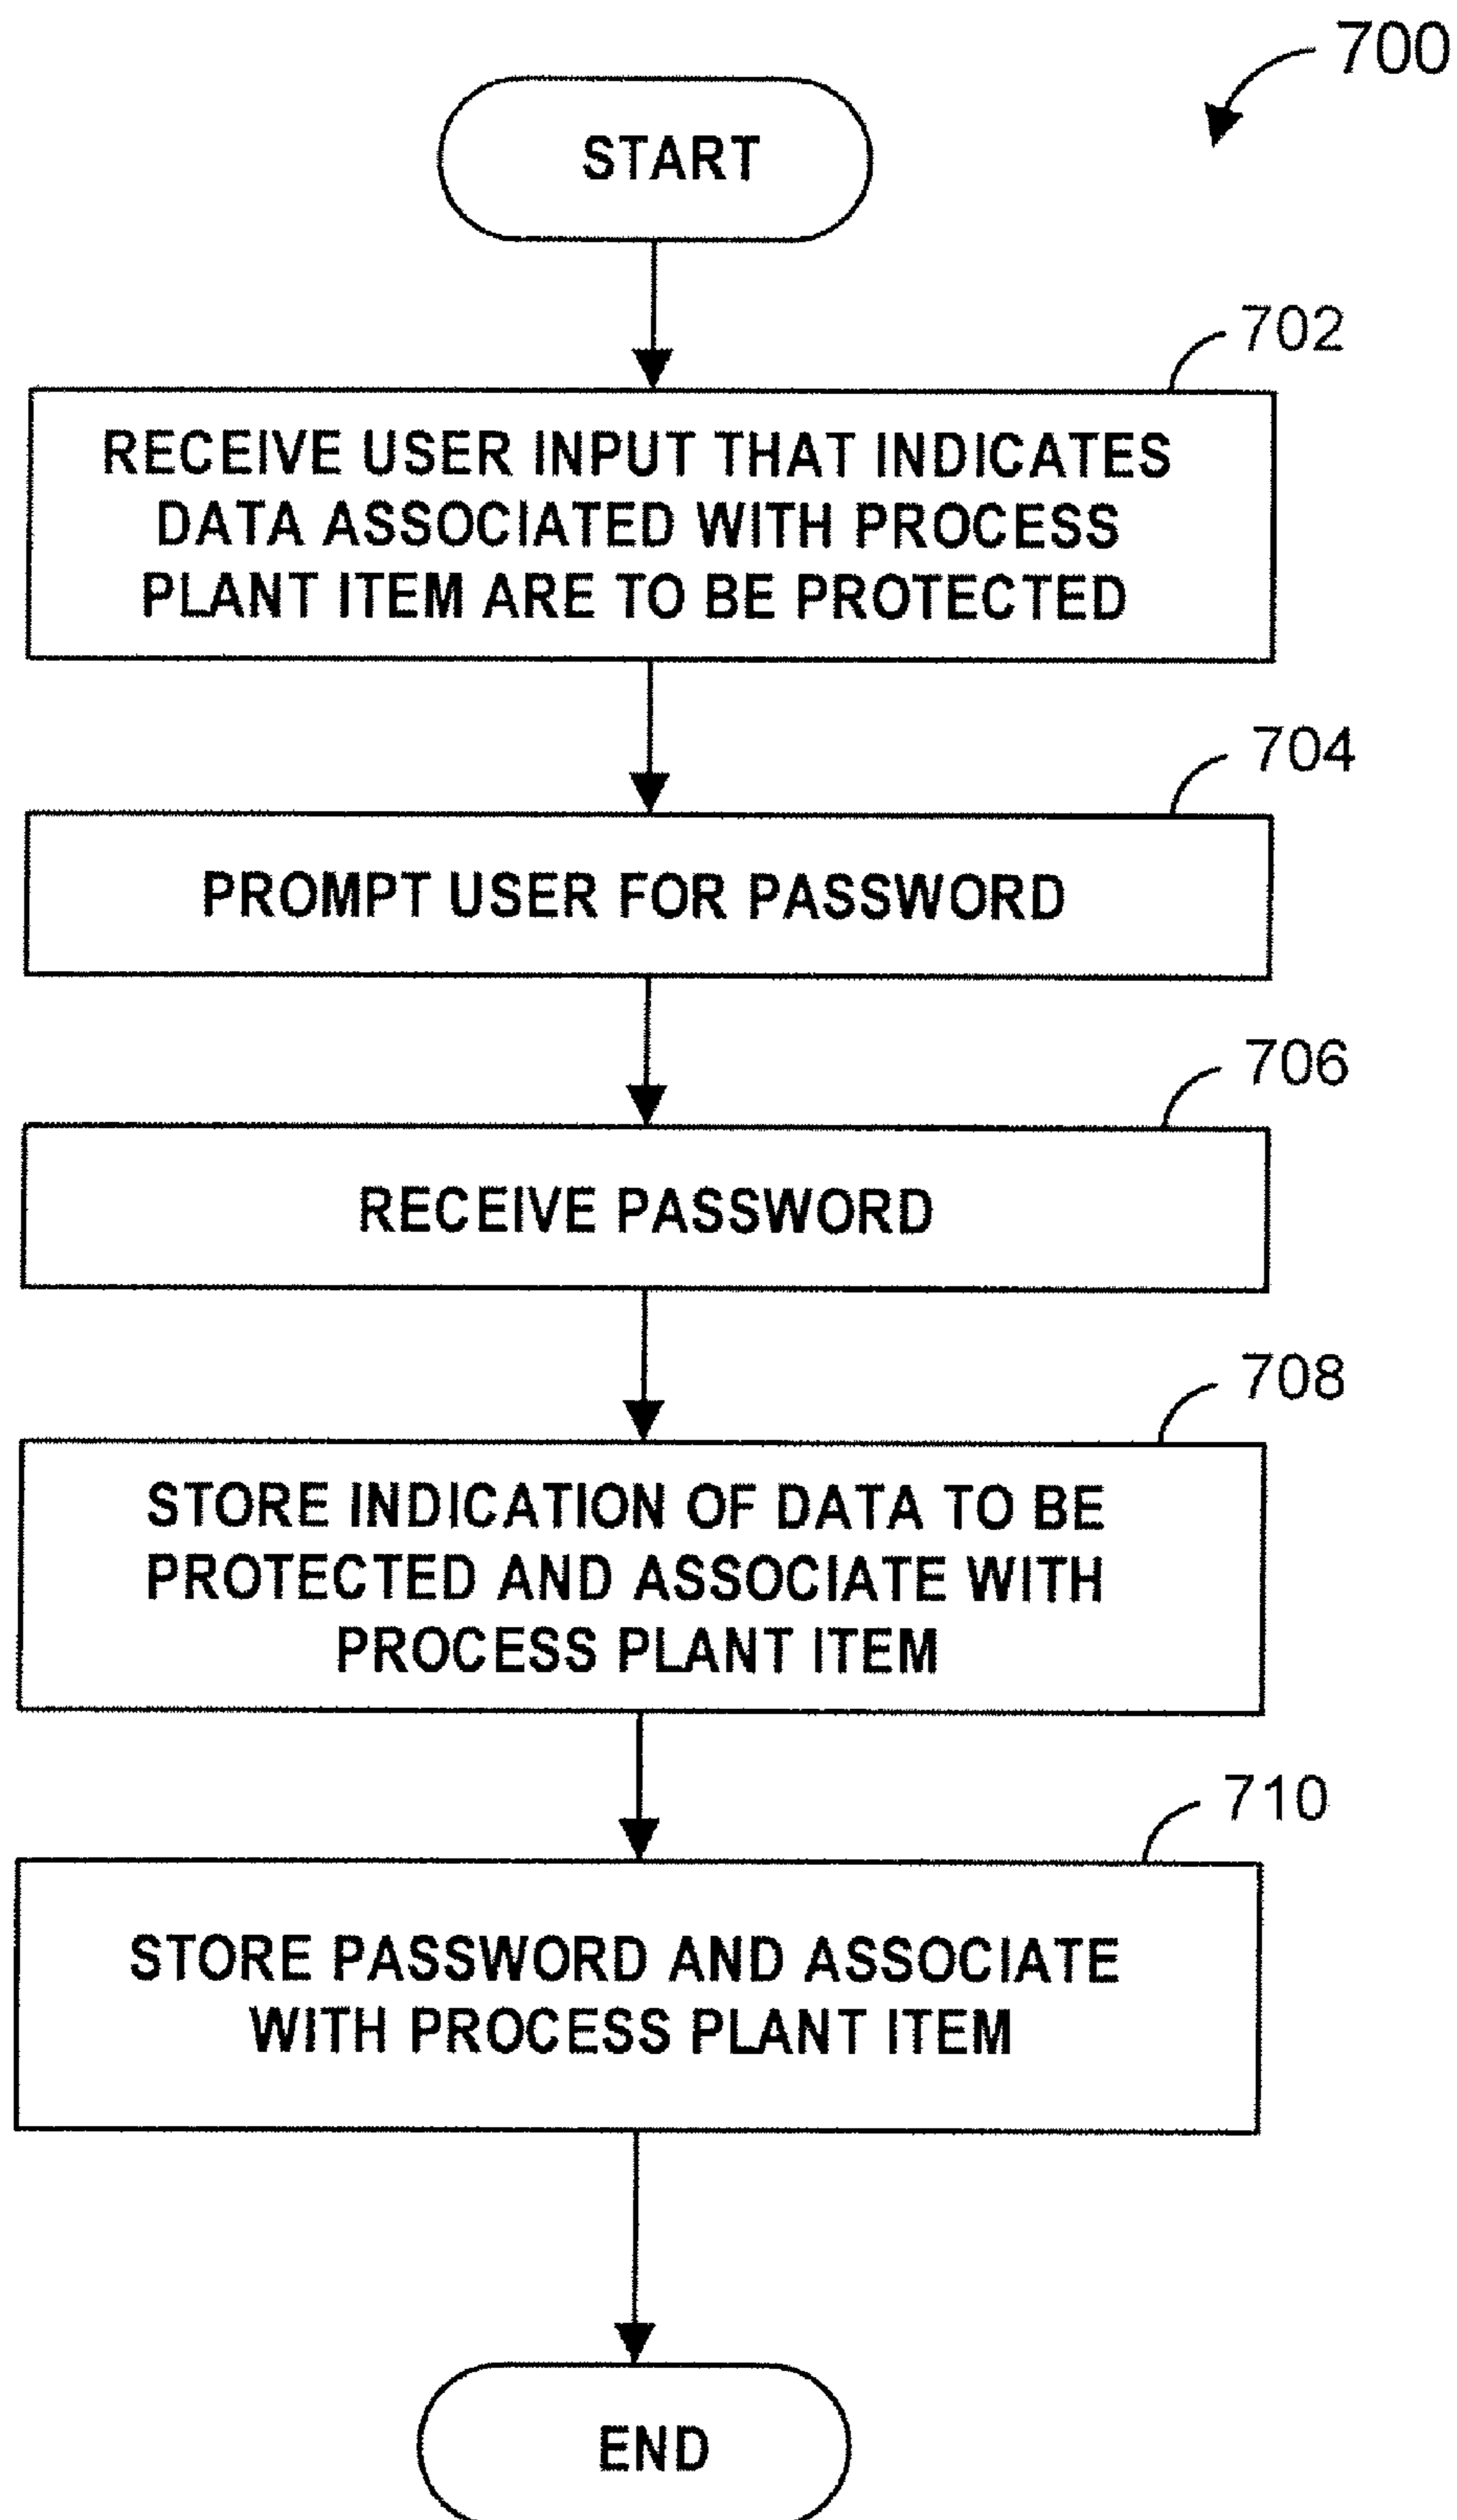 700
START
702
RECEIVE USER INPUT THAT INDICATES
DATA ASSOCIATED WITH PROCESS
PLANT ITEM ARE TO BE PROTECTED
704
PROMPT USER FOR PASSWORD
706
RECEIVE PASSWORD
708
STORE INDICATION OF DATA TO BE
PROTECTED AND ASSOCIATE WITH
PROCESS PLANT ITEM
710
STORE PASSWORD AND ASSOCIATE
WITH PROCESS PLANT ITEM
END